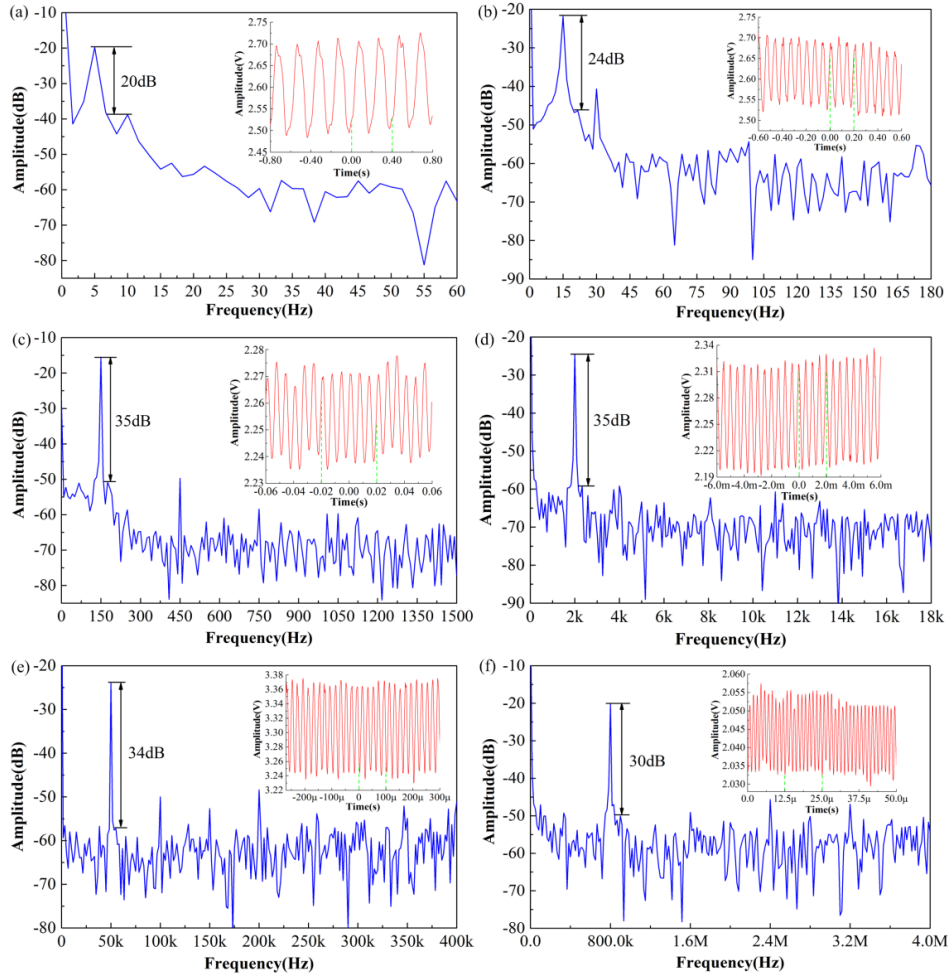 (a)
-10
-20
-30
-40
-50
-60
-70
-80
Amplitude(dB)
20dB
0 5 10 15 20 25 30 35 40 45 50 55 60
Frequency(Hz)
2.75
2.70
2.65
2.60
2.55
2.50
2.45
Amplitude(V)
-0.80 -0.40 0.00 0.40 0.80
Time(s)
(b)
-20
-30
-40
-50
-60
-70
-80
-90
Amplitude(dB)
24dB
0 15 30 45 60 75 90 105 120 135 150 165 180
Frequency(Hz)
2.75
2.70
2.65
2.60
2.55
2.50
Amplitude(V)
-0.60 -0.40 -0.20 0.00 0.20 0.40 0.60
Time(s)
(c)
-10
-20
-30
-40
-50
-60
-70
-80
Amplitude(dB)
35dB
0 150 300 450 600 750 900 1050 1200 1350 1500
Frequency(Hz)
2.28
2.27
2.26
2.25
2.24
2.23
Amplitude(V)
-0.06 -0.04 -0.02 0.00 0.02 0.04 0.06
Time(s)
(d)
-20
-30
-40
-50
-60
-70
-80
-90
Amplitude(dB)
35dB
0 2k 4k 6k 8k 10k 12k 14k 16k 18k
Frequency(Hz)
2.34
2.31
2.28
2.25
2.22
2.19
Amplitude(V)
-6.0m -4.0m -2.0m 0.0 2.0m 4.0m 6.0m
Time(s)
(e)
-20
-30
-40
-50
-60
-70
-80
Amplitude(dB)
34dB
0 50k 100k 150k 200k 250k 300k 350k 400k
Frequency(Hz)
3.38
3.36
3.34
3.32
3.30
3.28
3.26
3.24
3.22
Amplitude(V)
-200μ -100μ 0 100μ 200μ 300μ
Time(s)
(f)
-10
-20
-30
-40
-50
-60
-70
-80
Amplitude(dB)
30dB
0.0 800.0k 1.6M 2.4M 3.2M 4.0M
Frequency(Hz)
2.060
2.055
2.050
2.045
2.040
2.035
2.030
Amplitude(V)
0.0 12.5μ 25.0μ 37.5μ 50.0μ
Time(s)